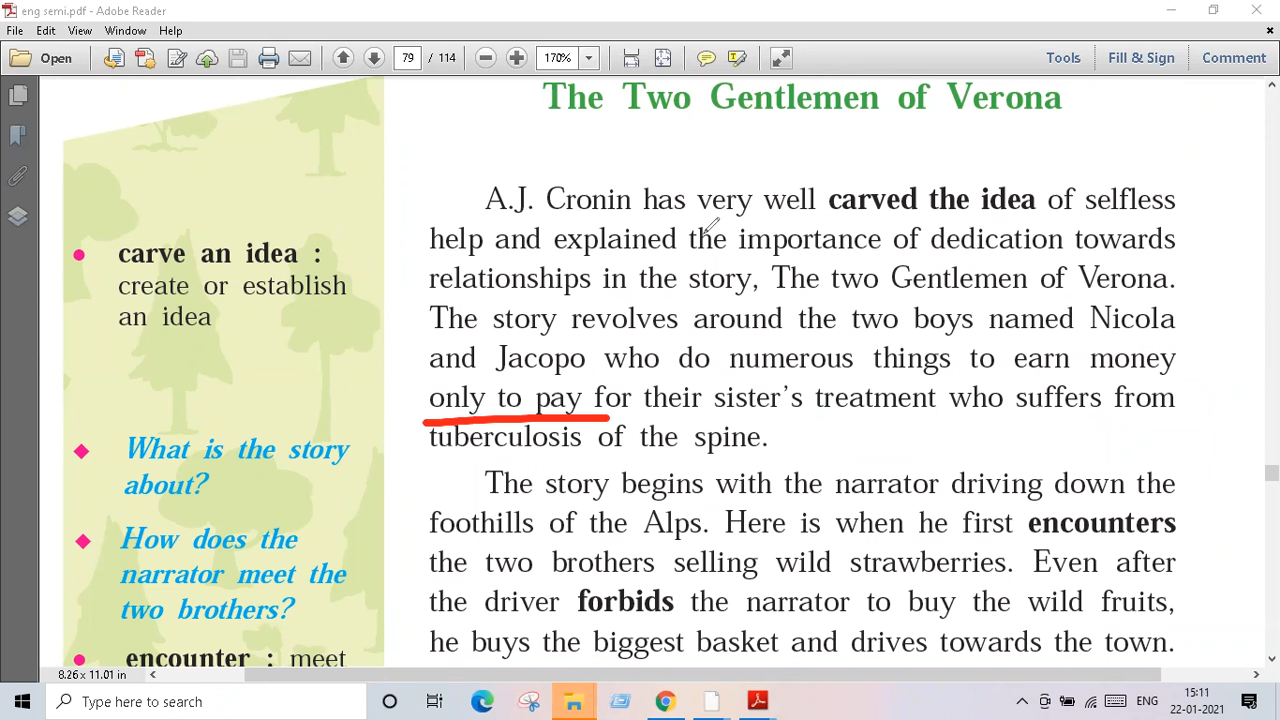 eng semi.pdf - Adobe Reader
File Edit View Window Help
Open 79 / 114 170% Tools Fill & Sign Comment
The Two Gentlemen of Verona
A.J. Cronin has very well carved the idea of selfless
help and explained the importance of dedication towards
relationships in the story, The two Gentlemen of Verona.
The story revolves around the two boys named Nicola
and Jacopo who do numerous things to earn money
only to pay for their sister's treatment who suffers from
tuberculosis of the spine.
The story begins with the narrator driving down the
foothills of the Alps. Here is when he first encounters
the two brothers selling wild strawberries. Even after
the driver forbids the narrator to buy the wild fruits,
he buys the biggest basket and drives towards the town.
carve an idea :
create or establish
an idea
What is the story
about?
How does the
narrator meet the
two brothers?
encounter : meet
8.26 x 11.01 in
Type here to search
ENG
15:11
22-01-2021